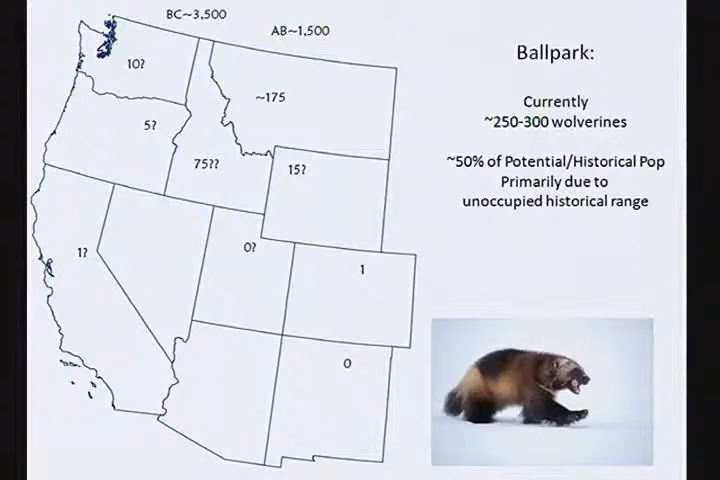 BC~3,500
AB~1,500
10?
~175
5?
75??
15?
1?
0?
1
0
Ballpark:
Currently
~250-300 wolverines
~50% of Potential/Historical Pop
Primarily due to
unoccupied historical range